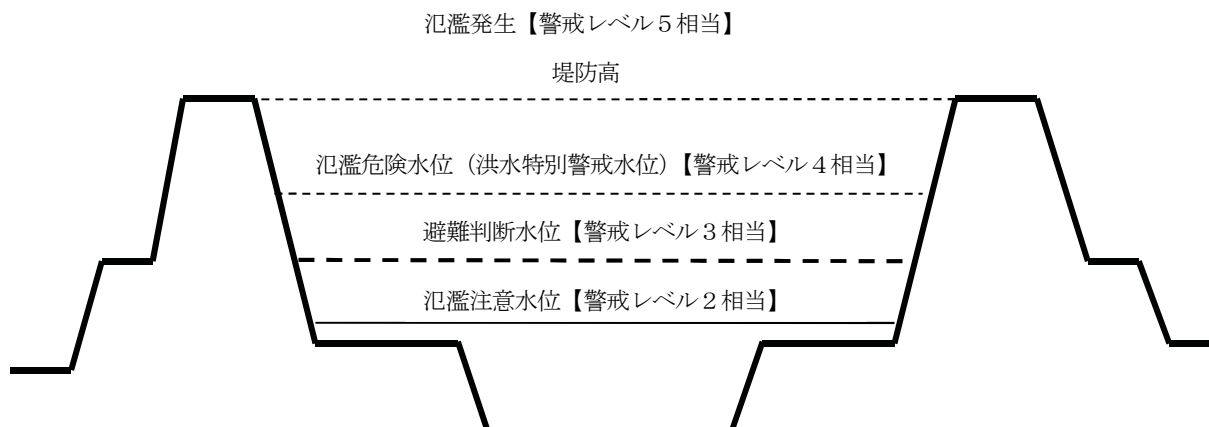 氾濫発生【警戒レベル５相当】
堤防高
氾濫危険水位（洪水特別警戒水位）【警戒レベル４相当】
避難判断水位【警戒レベル３相当】
氾濫注意水位【警戒レベル２相当】